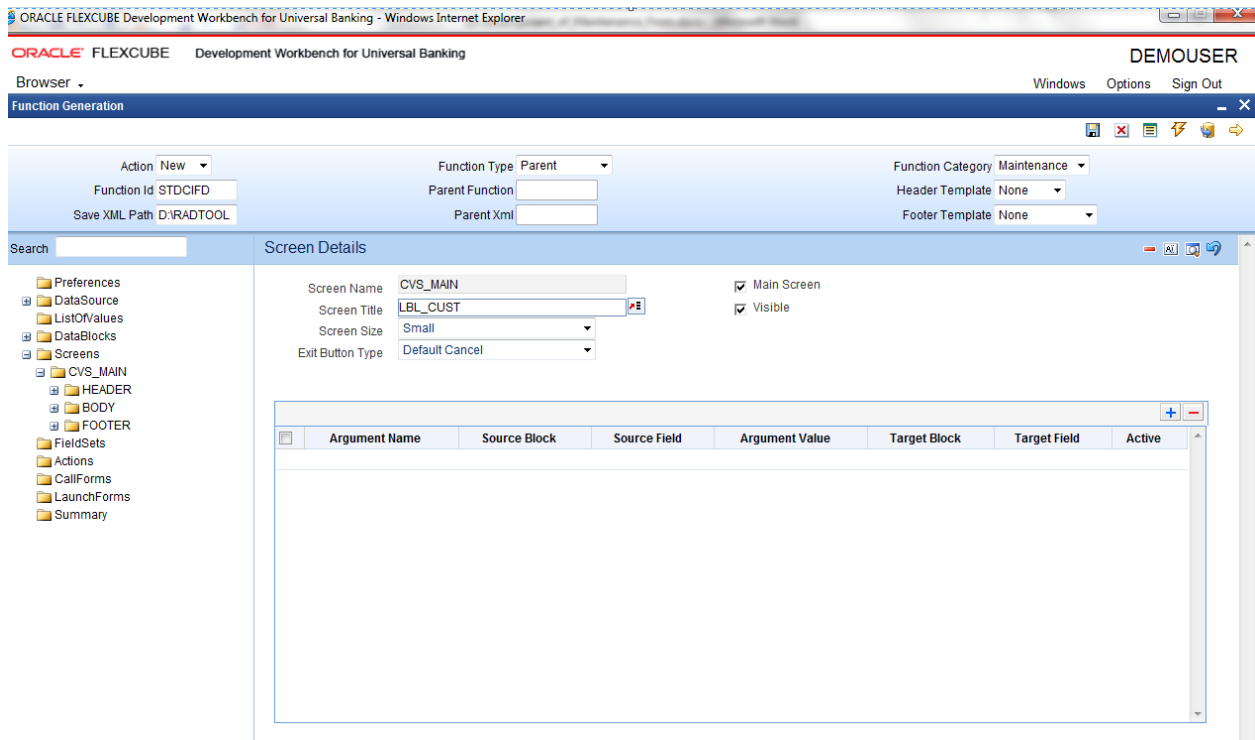 ORACLE FLEXCUBE Development Workbench for Universal Banking - Windows Internet Explorer
ORACLE FLEXCUBE Development Workbench for Universal Banking
DEMOUSER
Browser
Windows Options Sign Out
Function Generation
Action New Function Type Parent Function Category Maintenance
Function Id STDCIFD Parent Function Header Template None
Save XML Path D:\RADTOOL Parent Xml Footer Template None
Search
Screen Details
Preferences
DataSource
ListOfValues
DataBlocks
Screens
CVS_MAIN
HEADER
BODY
FOOTER
FieldSets
Actions
CallForms
LaunchForms
Summary
Screen Name CVS_MAIN Main Screen
Screen Title LBL_CUST Visible
Screen Size Small
Exit Button Type Default Cancel
Argument Name Source Block Source Field Argument Value Target Block Target Field Active